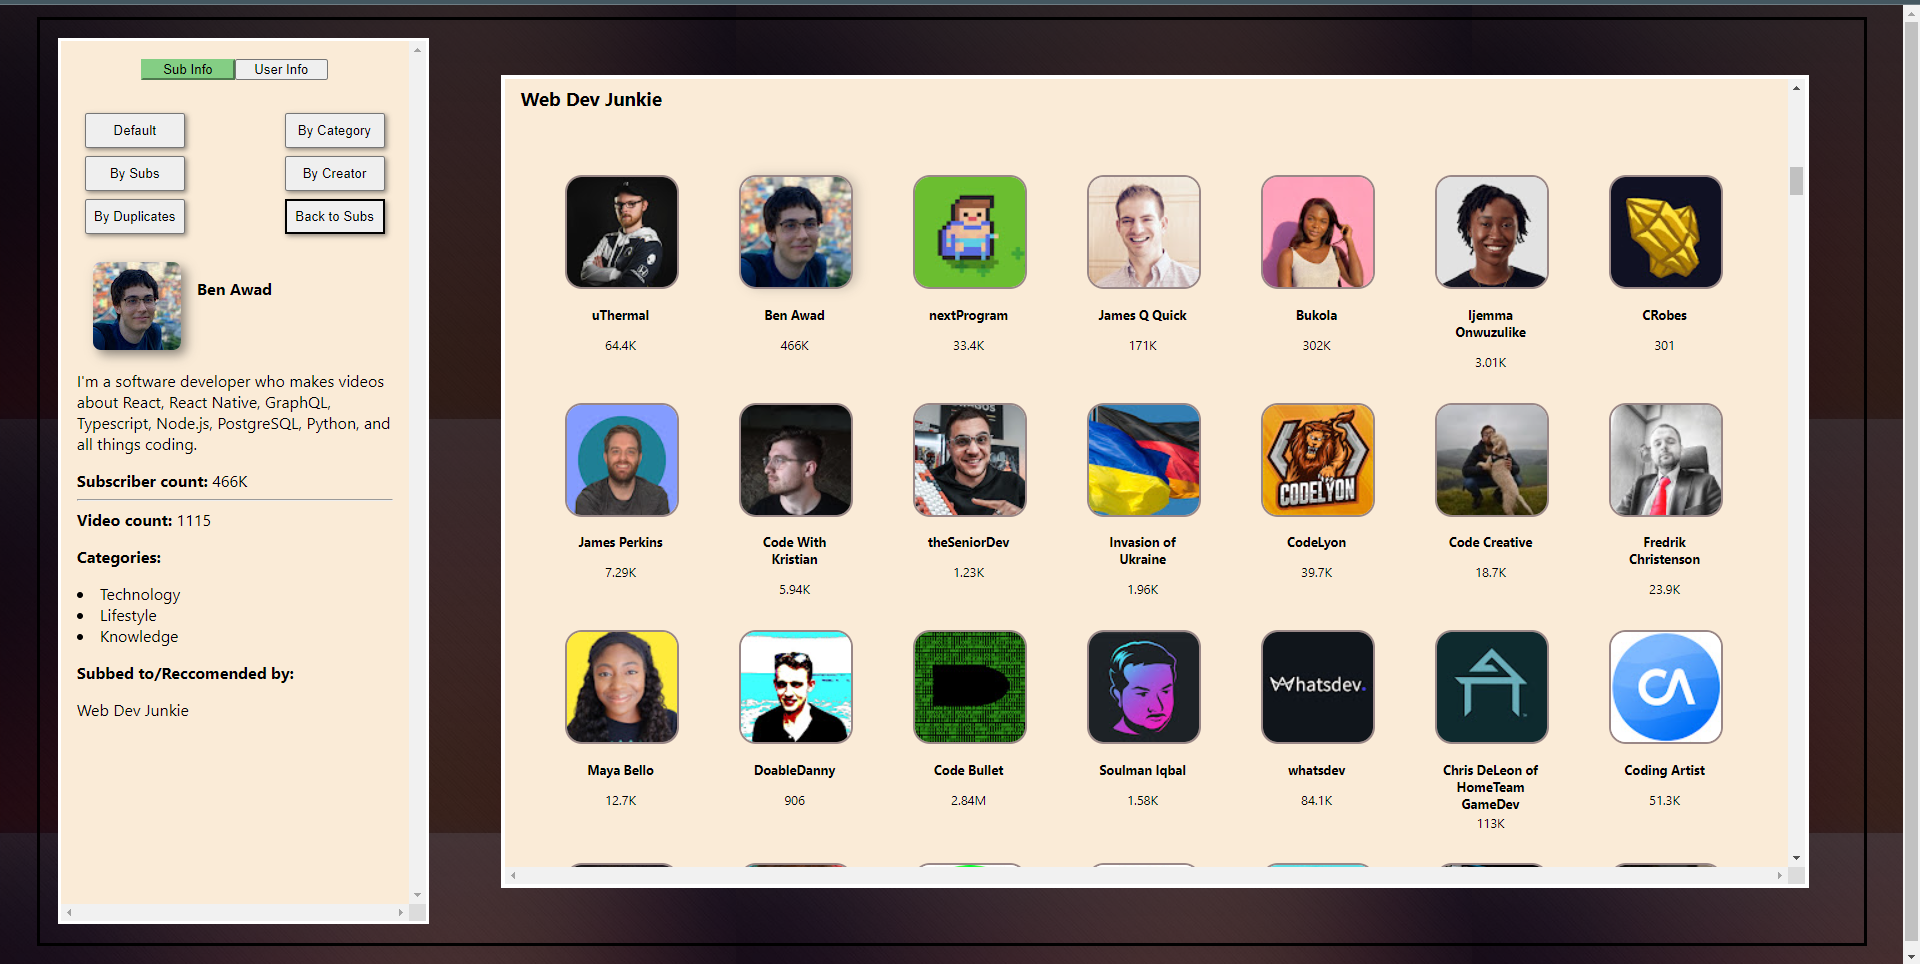 Sub Info
User Info
Default
By Category
By Subs
By Creator
By Duplicates
Back to Subs
Ben Awad
I'm a software developer who makes videos
about React, React Native, GraphQL,
Typescript, Node.js, PostgreSQL, Python, and
all things coding.
Subscriber count: 466K
Video count: 1115
Categories:
Technology
Lifestyle
Knowledge
Subbed to/Reccomended by:
Web Dev Junkie
Web Dev Junkie
uThermal
64.4K
Ben Awad
466K
nextProgram
33.4K
James Q Quick
171K
Bukola
302K
Ijemma
Onwuzulike
3.01K
CRobes
301
James Perkins
7.29K
Code With
Kristian
5.94K
theSeniorDev
1.23K
Invasion of
Ukraine
1.96K
CODELYON
CodeLyon
39.7K
Code Creative
18.7K
Fredrik
Christenson
23.9K
Maya Bello
12.7K
DoableDanny
906
Code Bullet
2.84M
Soulman Iqbal
1.58K
Whatsdev.
whatsdev
84.1K
Chris DeLeon of
HomeTeam
GameDev
113K
CA
Coding Artist
51.3K